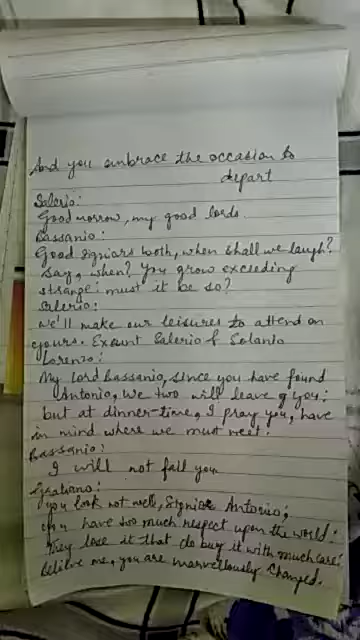 And you embrace the occasion to
depart
Salerio:
Good morrow, my good lords.
Bassanio:
Good signiors both, when shall we laugh?
Say, when? You grow exceeding
strange: must it be so?
Salerio:
We'll make our leisures to attend on
yours. Exeunt Salerio & Solanio
Lorenzo:
My lord Bassanio, since you have found
Antonio, we two will leave you;
but at dinner-time, I pray you, have
in mind where we must meet.
Bassanio:
I will not fail you
Gratiano:
You look not well, Signior Antonio;
You have too much respect upon the world:
They lose it that do buy it with much care:
Believe me, you are marvellously changed.